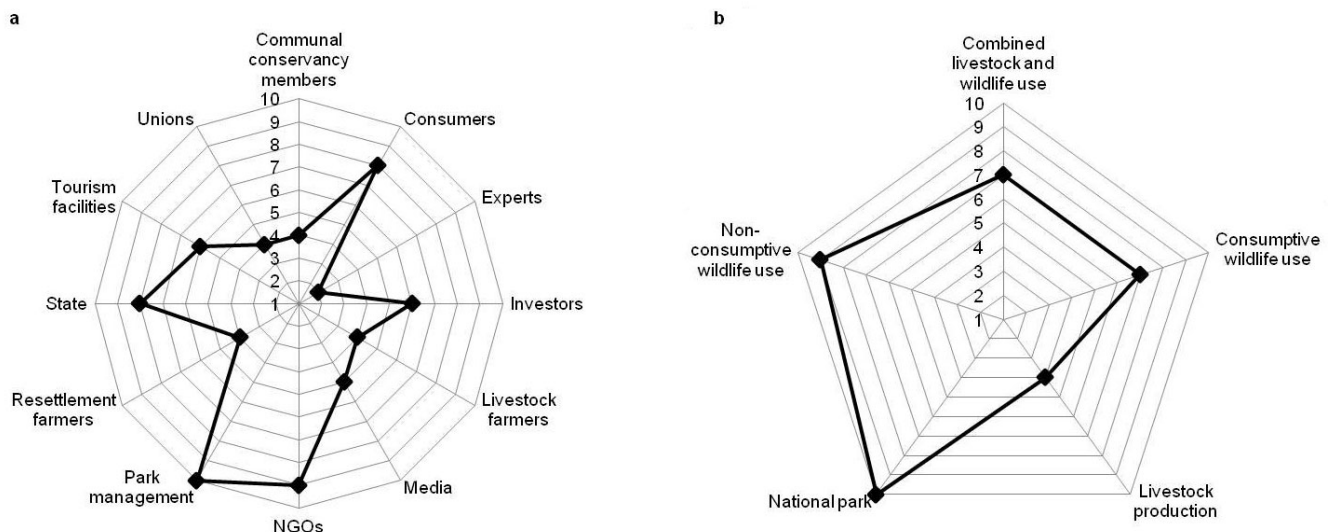 a
Communal
conservancy
members
Consumers
Experts
Investors
Livestock
farmers
Media
NGOs
Park
management
Resettlement
farmers
State
Tourism
facilities
Unions
10
9
8
7
6
5
4
3
2
1
b
Combined
livestock and
wildlife use
Consumptive
wildlife use
Livestock
production
National park
Non-
consumptive
wildlife use
10
9
8
7
6
5
4
3
2
1